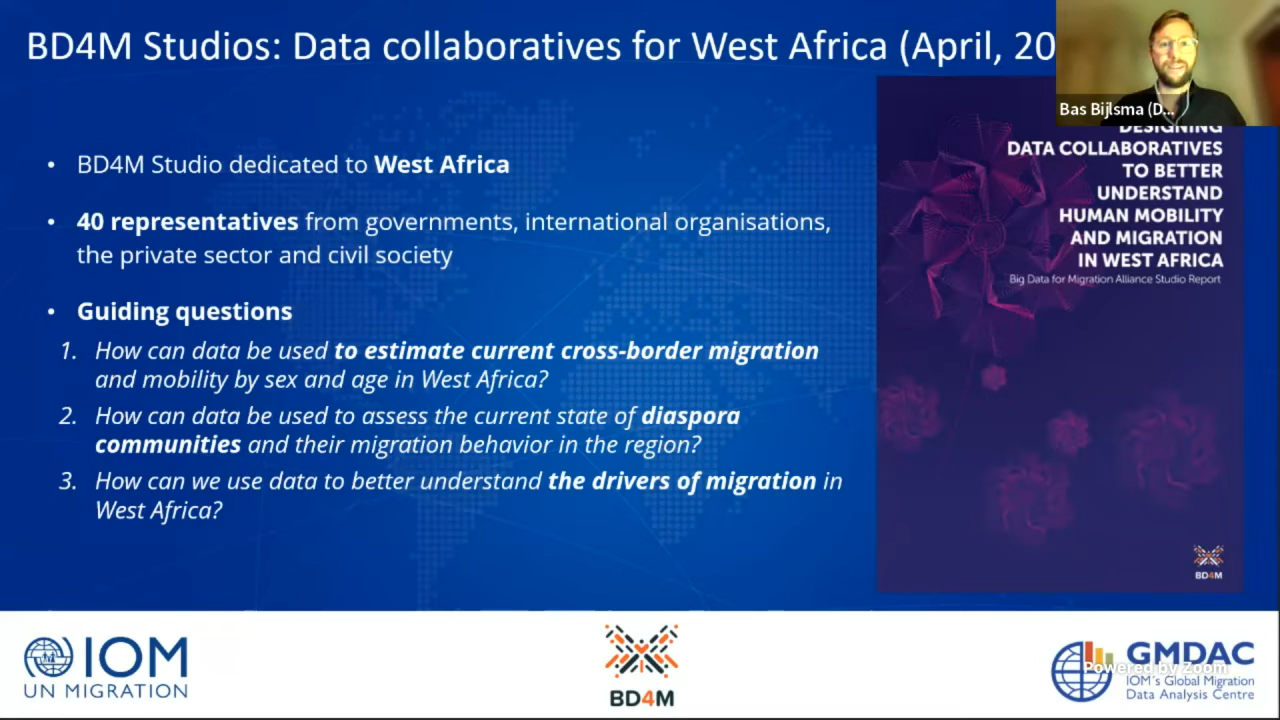 BD4M Studios: Data collaboratives for West Africa (April, 20
Bas Bijlsma (D...
• BD4M Studio dedicated to West Africa
• 40 representatives from governments, international organisations,
the private sector and civil society
• Guiding questions
1. How can data be used to estimate current cross-border migration
and mobility by sex and age in West Africa?
2. How can data be used to assess the current state of diaspora
communities and their migration behavior in the region?
3. How can we use data to better understand the drivers of migration in
West Africa?
DESIGNING
DATA COLLABORATIVES
TO BETTER
UNDERSTAND
HUMAN MOBILITY
AND MIGRATION
IN WEST AFRICA
Big Data for Migration Alliance Studio Report
BD4M
IOM
UN MIGRATION
BD4M
GMDAC
Powered by Zoom
IOM's Global Migration
Data Analysis Centre